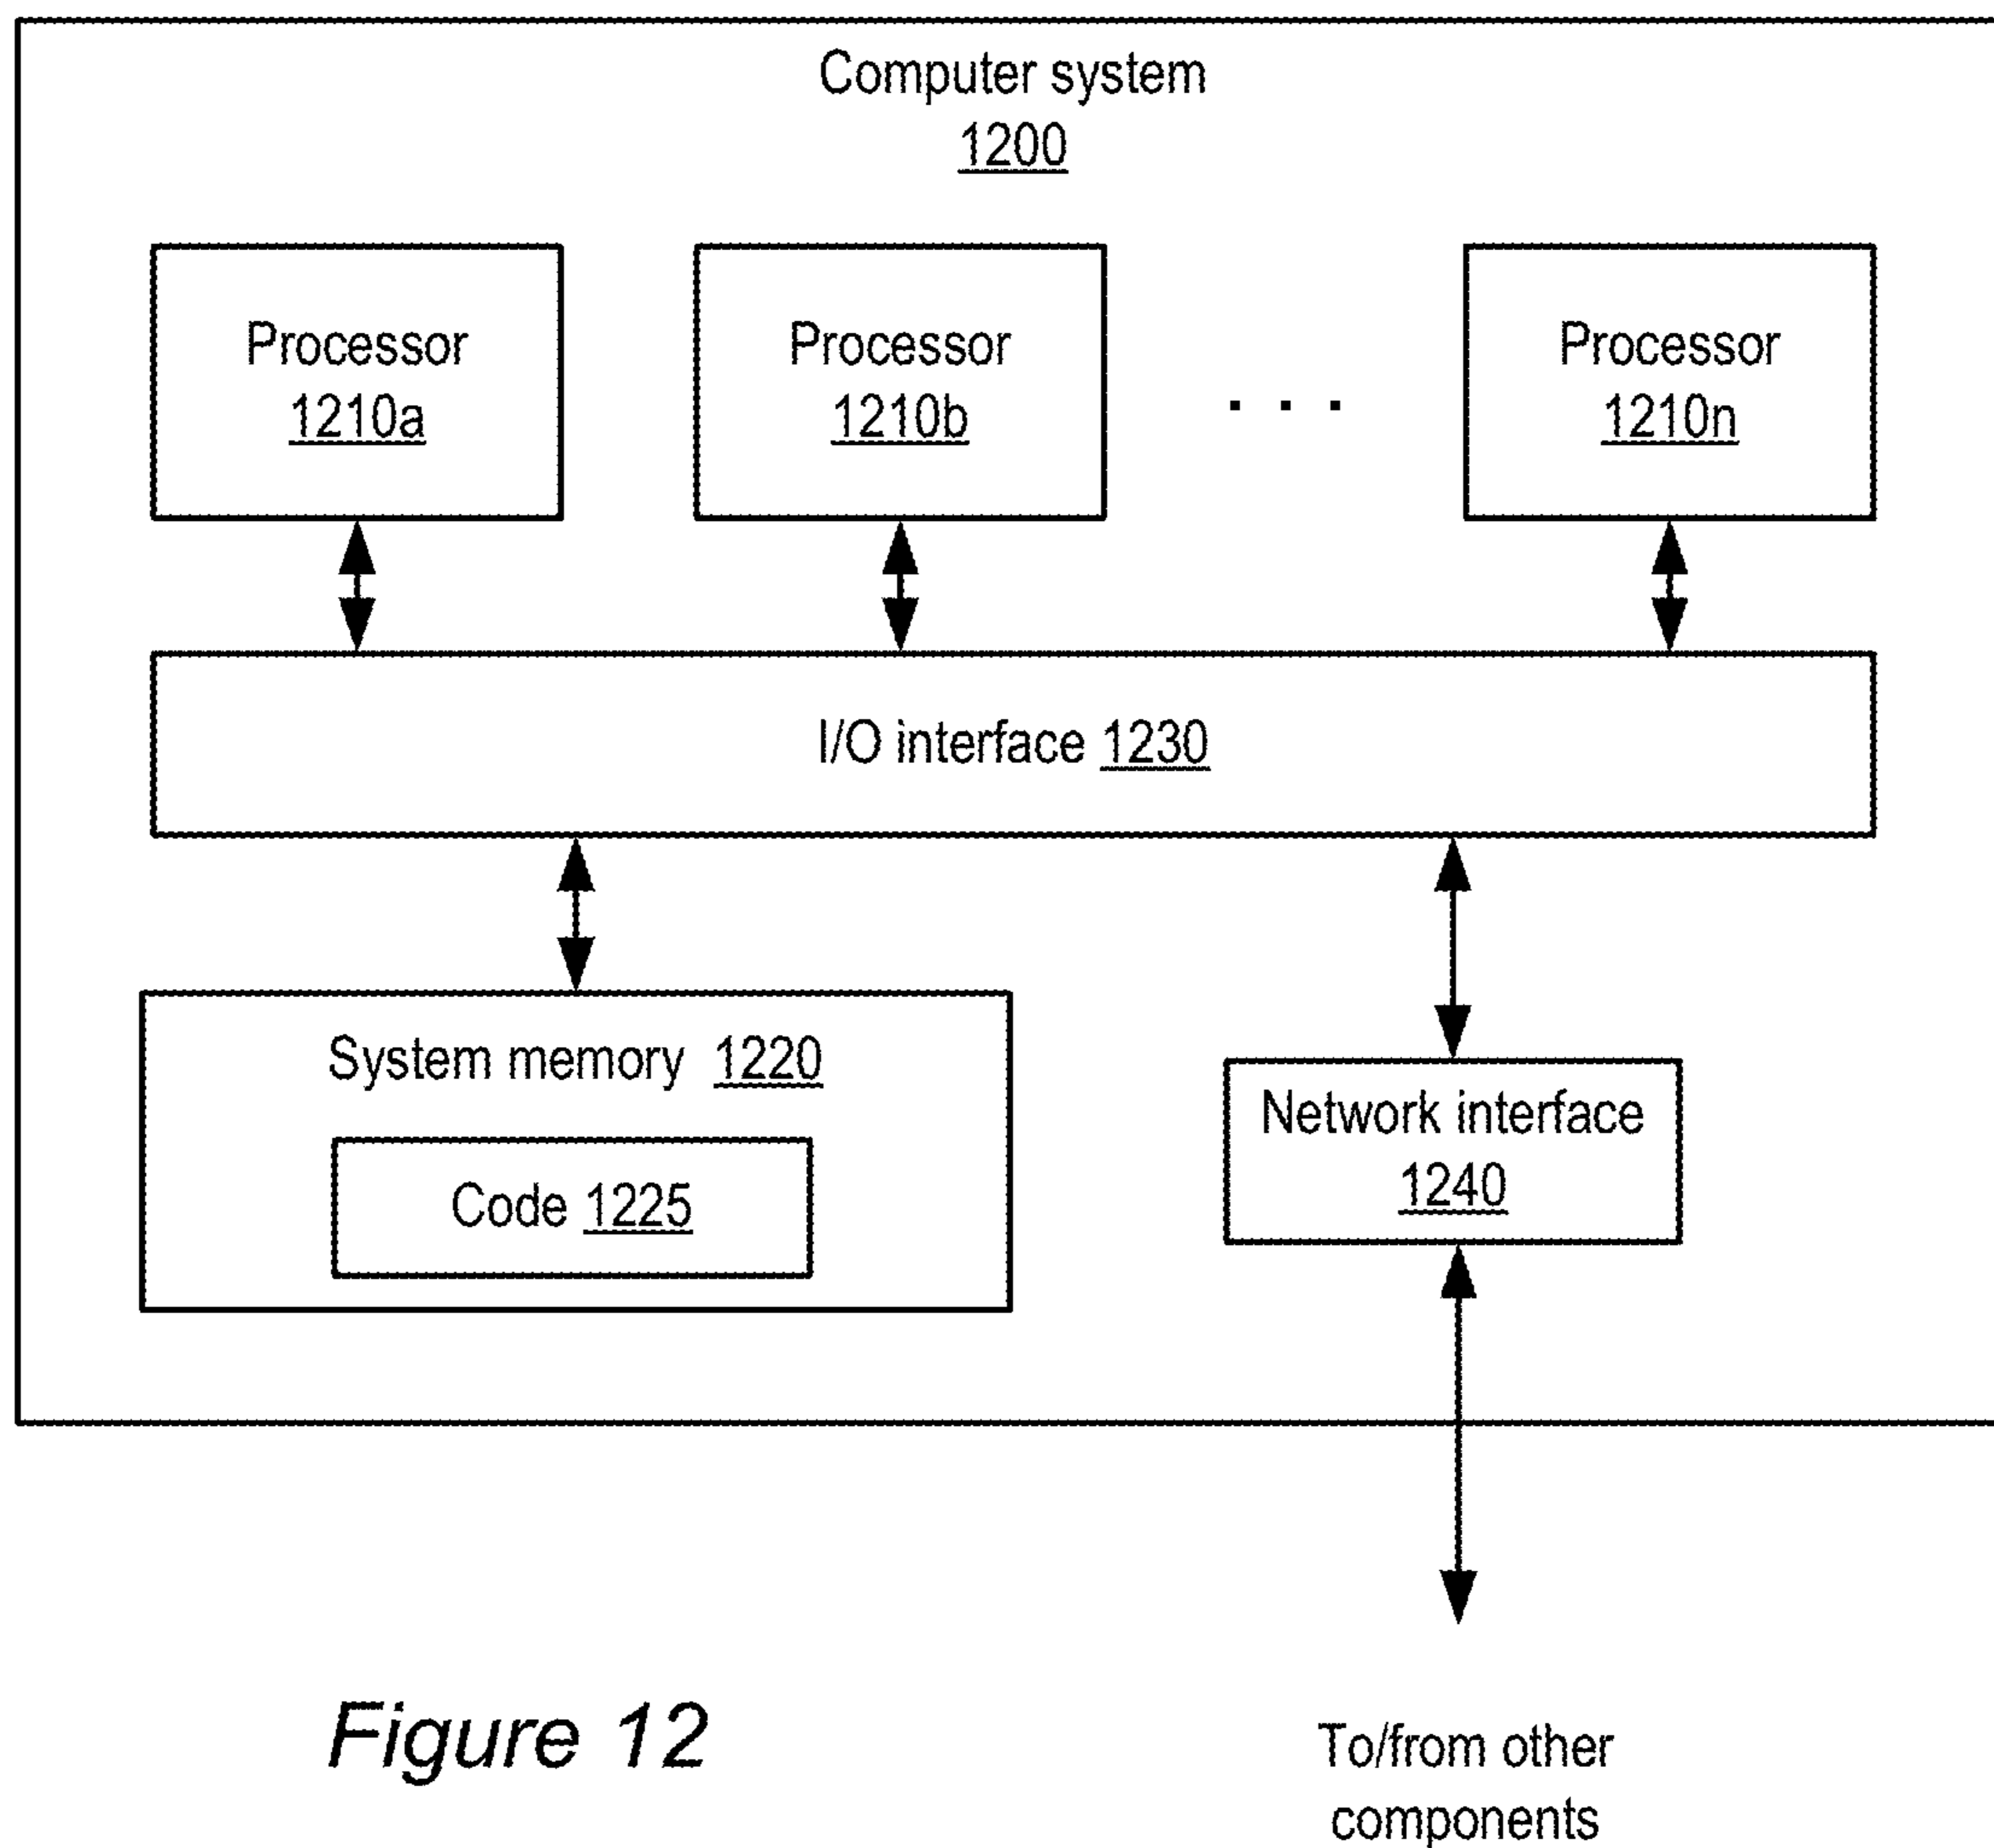 Computer system
1200
Processor
1210a
Processor
1210b
. . .
Processor
1210n
I/O interface 1230
System memory 1220
Code 1225
Network interface
1240
Figure 12
To/from other
components